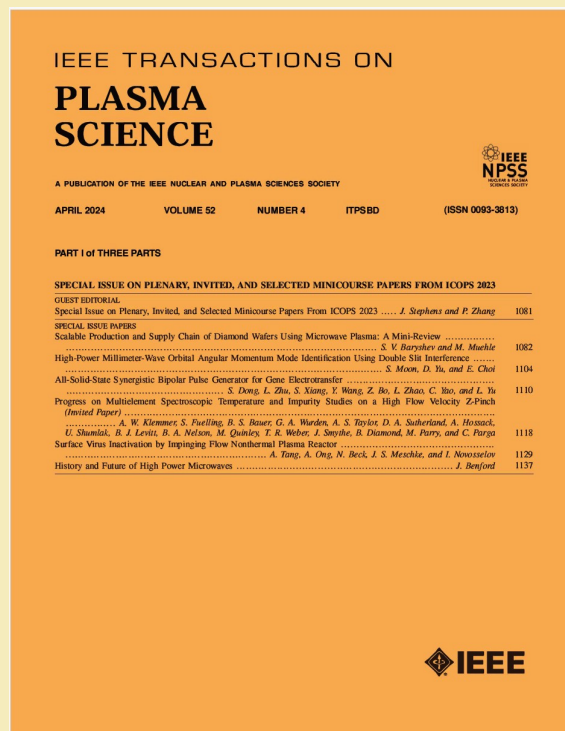 IEEE TRANSACTIONS ON
PLASMA
SCIENCE
IEEE
NPSS
NUCLEAR & PLASMA
SCIENCES SOCIETY
A PUBLICATION OF THE IEEE NUCLEAR AND PLASMA SCIENCES SOCIETY
APRIL 2024 VOLUME 52 NUMBER 4 ITPSBD (ISSN 0093-3813)
PART I of THREE PARTS
SPECIAL ISSUE ON PLENARY, INVITED, AND SELECTED MINICOURSE PAPERS FROM ICOPS 2023
GUEST EDITORIAL
Special Issue on Plenary, Invited, and Selected Minicourse Papers From ICOPS 2023 ..... J. Stephens and P. Zhang 1081
SPECIAL ISSUE PAPERS
Scalable Production and Supply Chain of Diamond Wafers Using Microwave Plasma: A Mini-Review ...............
............... S. V. Baryshev and M. Muehle 1082
High-Power Millimeter-Wave Orbital Angular Momentum Mode Identification Using Double Slit Interference .......
............... S. Moon, D. Yu, and E. Choi 1104
All-Solid-State Synergistic Bipolar Pulse Generator for Gene Electrotransfer ...............
............... S. Dong, L. Zhu, S. Xiang, Y. Wang, Z. Bo, L. Zhao, C. Yao, and L. Yu 1110
Progress on Multielement Spectroscopic Temperature and Impurity Studies on a High Flow Velocity Z-Pinch
(Invited Paper) ...............
............... A. W. Klemmer, S. Fuelling, B. S. Bauer, G. A. Wurden, A. S. Taylor, D. A. Sutherland, A. Hossack,
U. Shumlak, B. J. Levitt, B. A. Nelson, M. Quinley, T. R. Weber, J. Smythe, B. Diamond, M. Parry, and C. Parga 1118
Surface Virus Inactivation by Impinging Flow Nonthermal Plasma Reactor ...............
............... A. Tang, A. Ong, N. Beck, J. S. Meschke, and I. Novosselov 1129
History and Future of High Power Microwaves ............... J. Benford 1137
IEEE